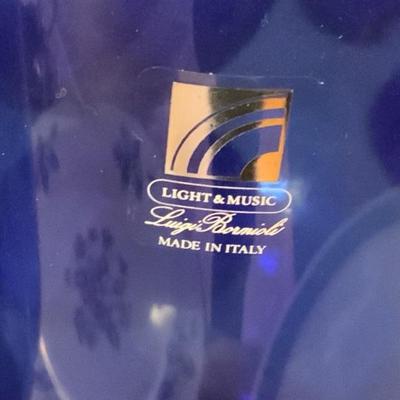 LIGHT & MUSIC
Luigi Bormioli
MADE IN ITALY